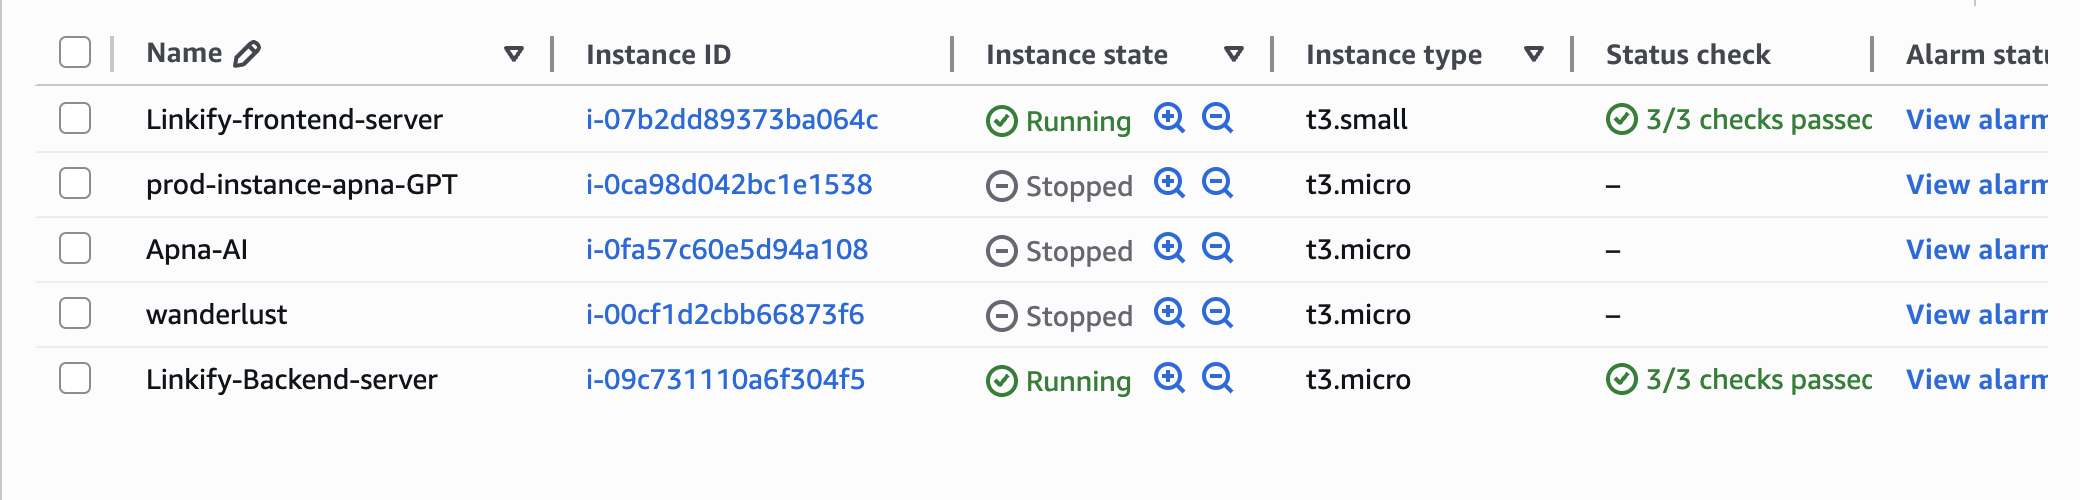 Name Instance ID Instance state Instance type Status check Alarm statu
Linkify-frontend-server i-07b2dd89373ba064c Running t3.small 3/3 checks passed View alarm
prod-instance-apna-GPT i-0ca98d042bc1e1538 Stopped t3.micro – View alarm
Apna-AI i-0fa57c60e5d94a108 Stopped t3.micro – View alarm
wanderlust i-00cf1d2cbb66873f6 Stopped t3.micro – View alarm
Linkify-Backend-server i-09c731110a6f304f5 Running t3.micro 3/3 checks passed View alarm